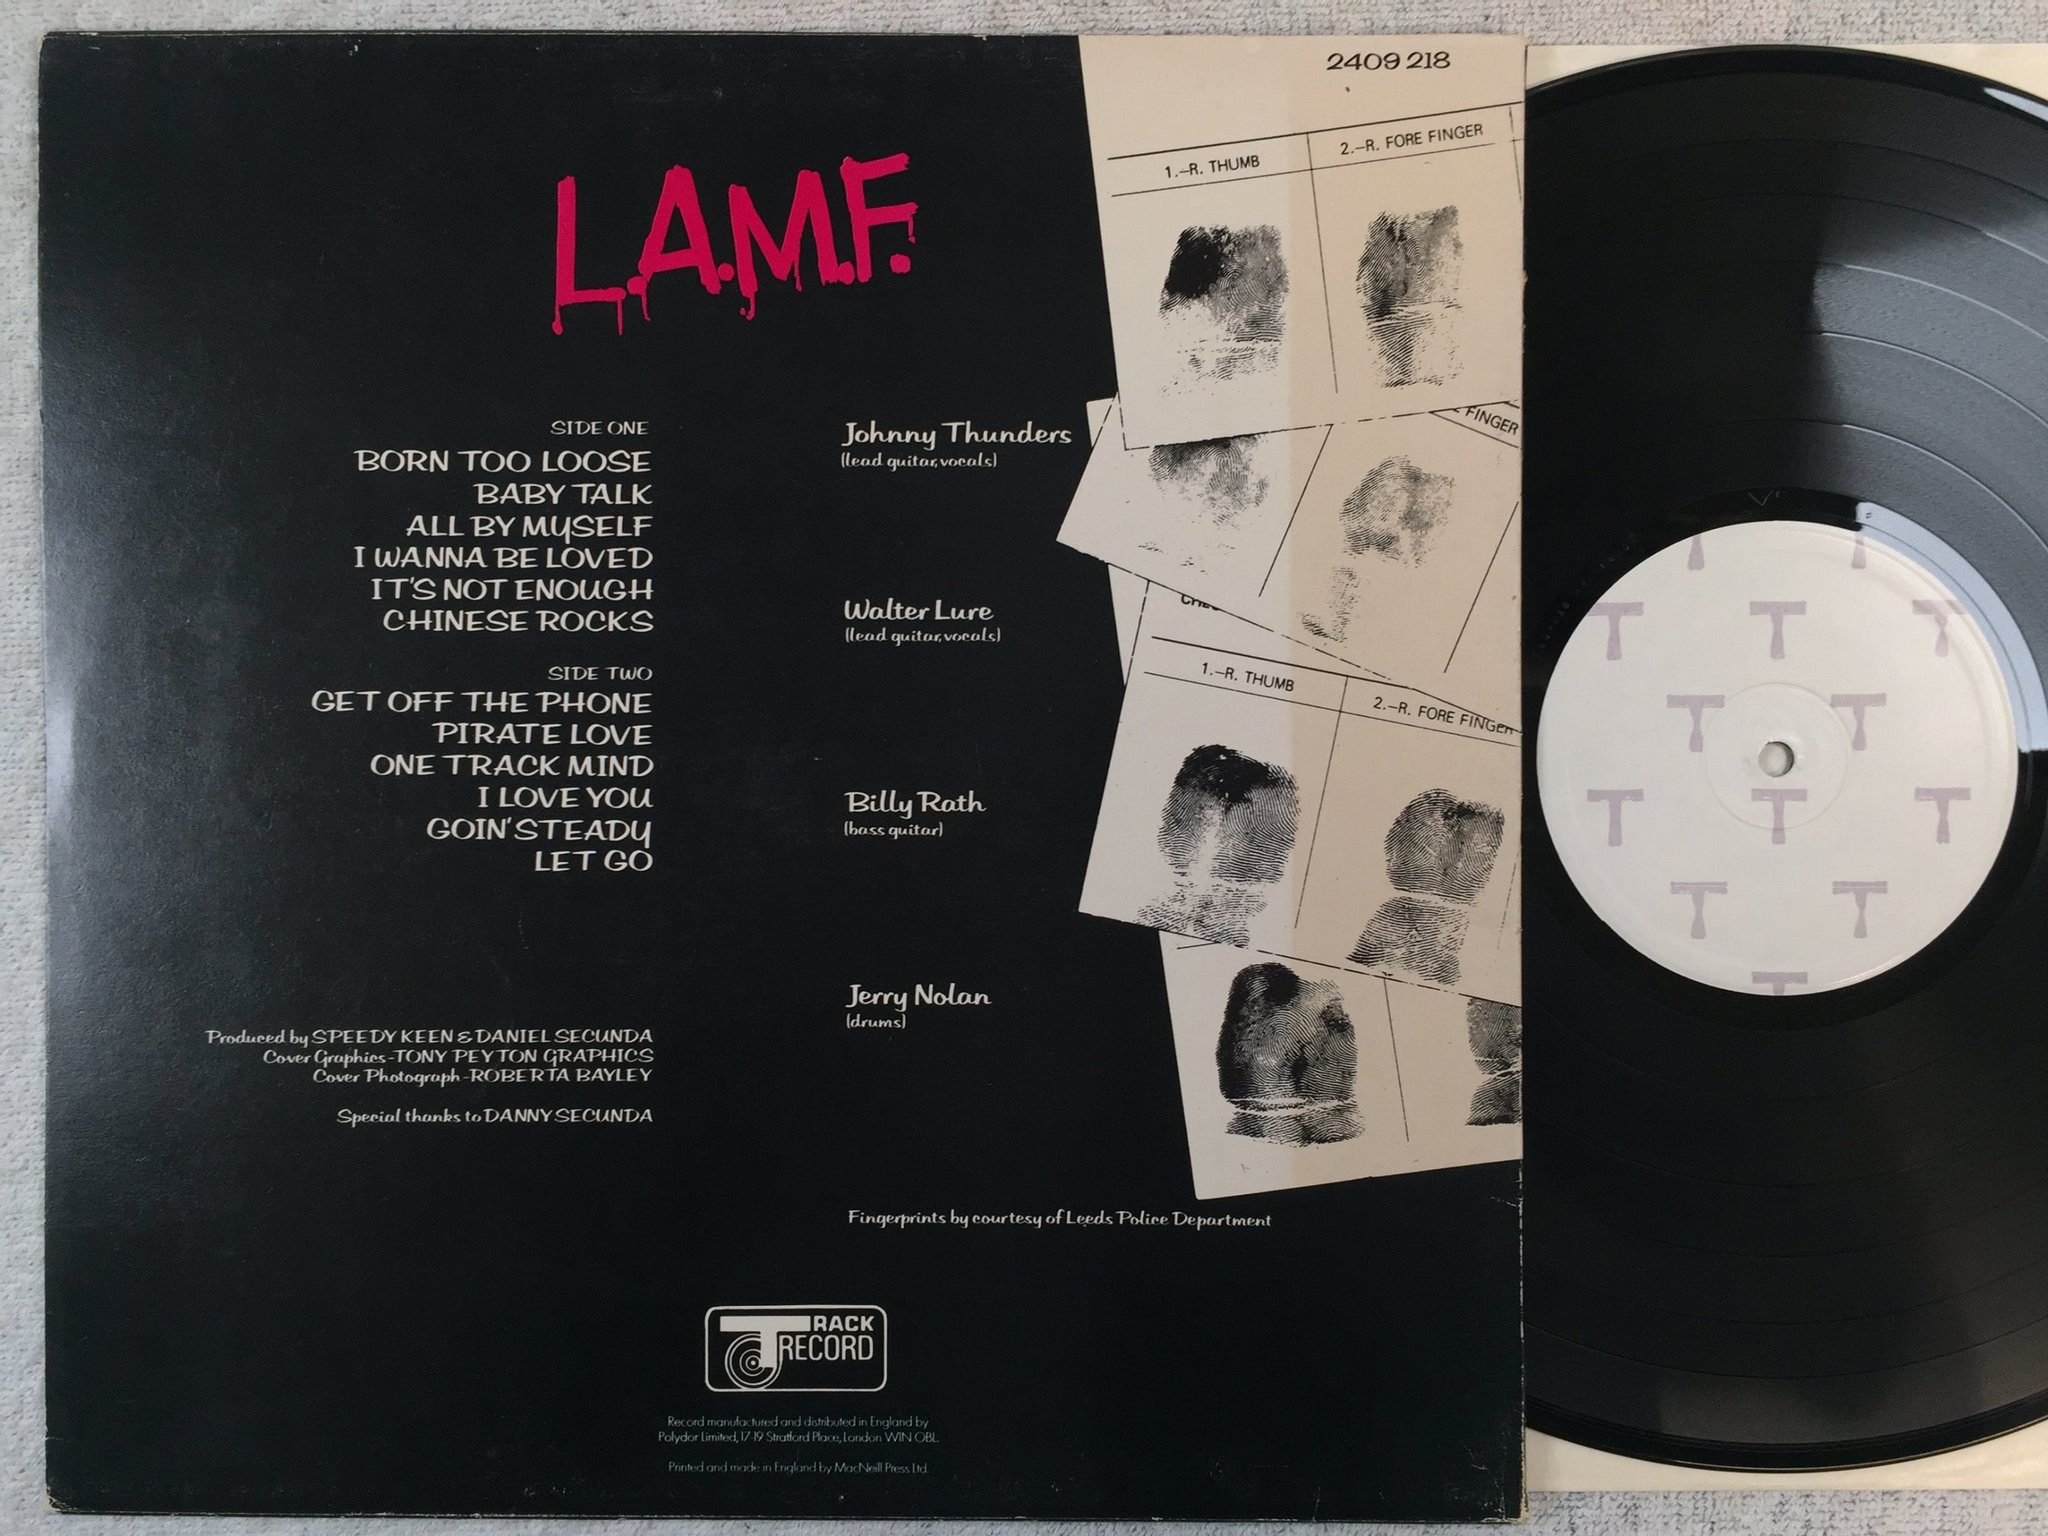 2409 218
L.A.M.F.
1.-R. THUMB
2.-R. FORE FINGER
FINGER
1.-R. THUMB
2.-R. FORE FINGER
SIDE ONE
BORN TOO LOOSE
BABY TALK
ALL BY MYSELF
I WANNA BE LOVED
IT'S NOT ENOUGH
CHINESE ROCKS
SIDE TWO
GET OFF THE PHONE
PIRATE LOVE
ONE TRACK MIND
I LOVE YOU
GOIN' STEADY
LET GO
Produced by SPEEDY KEEN & DANIEL SECUNDA
Cover Graphics-TONY PEYTON GRAPHICS
Cover Photograph-ROBERTA BAYLEY
Special thanks to DANNY SECUNDA
Johnny Thunders
(lead guitar, vocals)
Walter Lure
(lead guitar, vocals)
Billy Rath
(bass guitar)
Jerry Nolan
(drums)
Fingerprints by courtesy of Leeds Police Department
TRACK
RECORD
Record manufactured and distributed in England by
Polydor Limited, 17-19 Stratford Place, London W1N 0BL.
Printed and made in England by MacNeill Press Ltd.
T
T
T
T
T
T
T
T
T
T
T
T
T